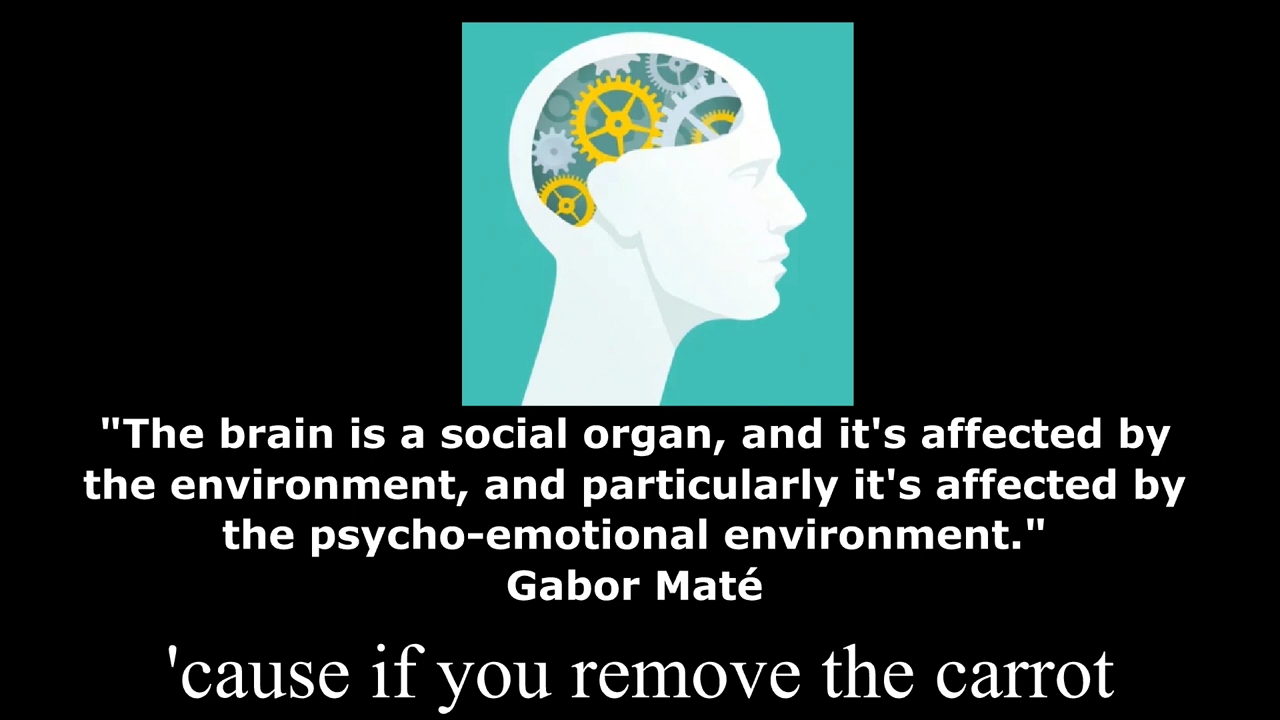 "The brain is a social organ, and it's affected by
the environment, and particularly it's affected by
the psycho-emotional environment."
Gabor Maté
'cause if you remove the carrot